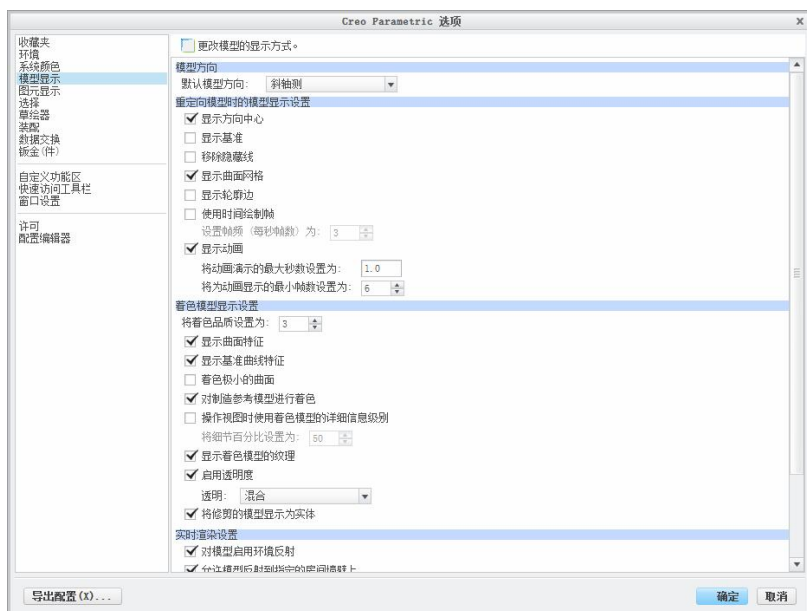 Creo Parametric 选项
收藏夹
环境
系统颜色
模型显示
图元显示
选择
草绘器
装配
数据交换
钣金(件)
自定义功能区
快速访问工具栏
窗口设置
许可
配置编辑器
更改模型的显示方式。
模型方向
默认模型方向: 斜轴测
重定向模型时的模型显示设置
显示方向中心
显示基准
移除隐藏线
显示曲面网格
显示轮廓边
使用时间绘制帧
设置帧频 (每秒帧数) 为: 3
显示动画
将动画演示的最大秒数设置为: 1.0
将为动画显示的最小帧数设置为: 6
着色模型显示设置
将着色品质设置为: 3
显示曲面特征
显示基准曲线特征
着色极小的曲面
对制造参考模型进行着色
操作视图时使用着色模型的详细信息级别
将细节百分比设置为: 50
显示着色模型的纹理
启用透明度
透明: 混合
将修剪的模型显示为实体
实时渲染设置
对模型启用环境反射
允许模型反射到指定的房间墙壁上
导出配置(X)...
确定 取消